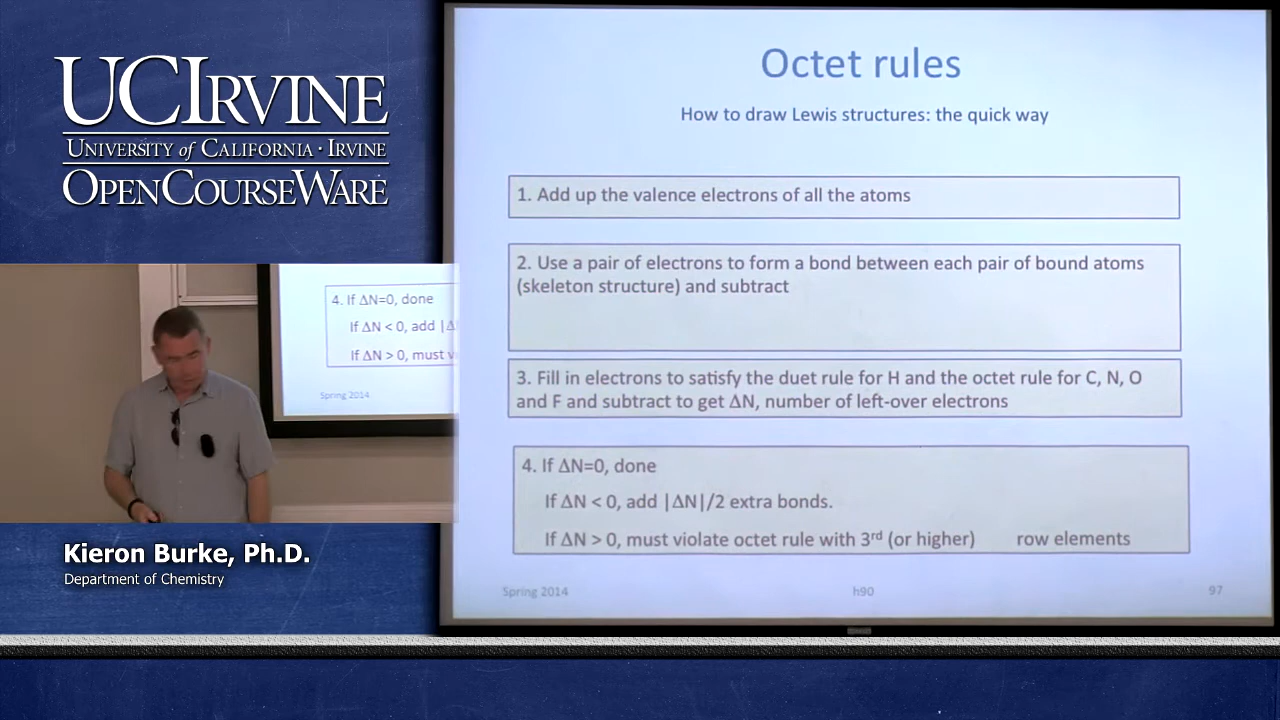 UCIRVINE
UNIVERSITY of CALIFORNIA · IRVINE
OPENCOURSEWARE
4. If ΔN=0, done
If ΔN < 0, add |Δ
If ΔN > 0, must v
Spring 2014
Kieron Burke, Ph.D.
Department of Chemistry
Octet rules
How to draw Lewis structures: the quick way
1. Add up the valence electrons of all the atoms
2. Use a pair of electrons to form a bond between each pair of bound atoms
(skeleton structure) and subtract
3. Fill in electrons to satisfy the duet rule for H and the octet rule for C, N, O
and F and subtract to get ΔN, number of left-over electrons
4. If ΔN=0, done
If ΔN < 0, add |ΔN|/2 extra bonds.
If ΔN > 0, must violate octet rule with 3rd (or higher) row elements
Spring 2014 h90 97